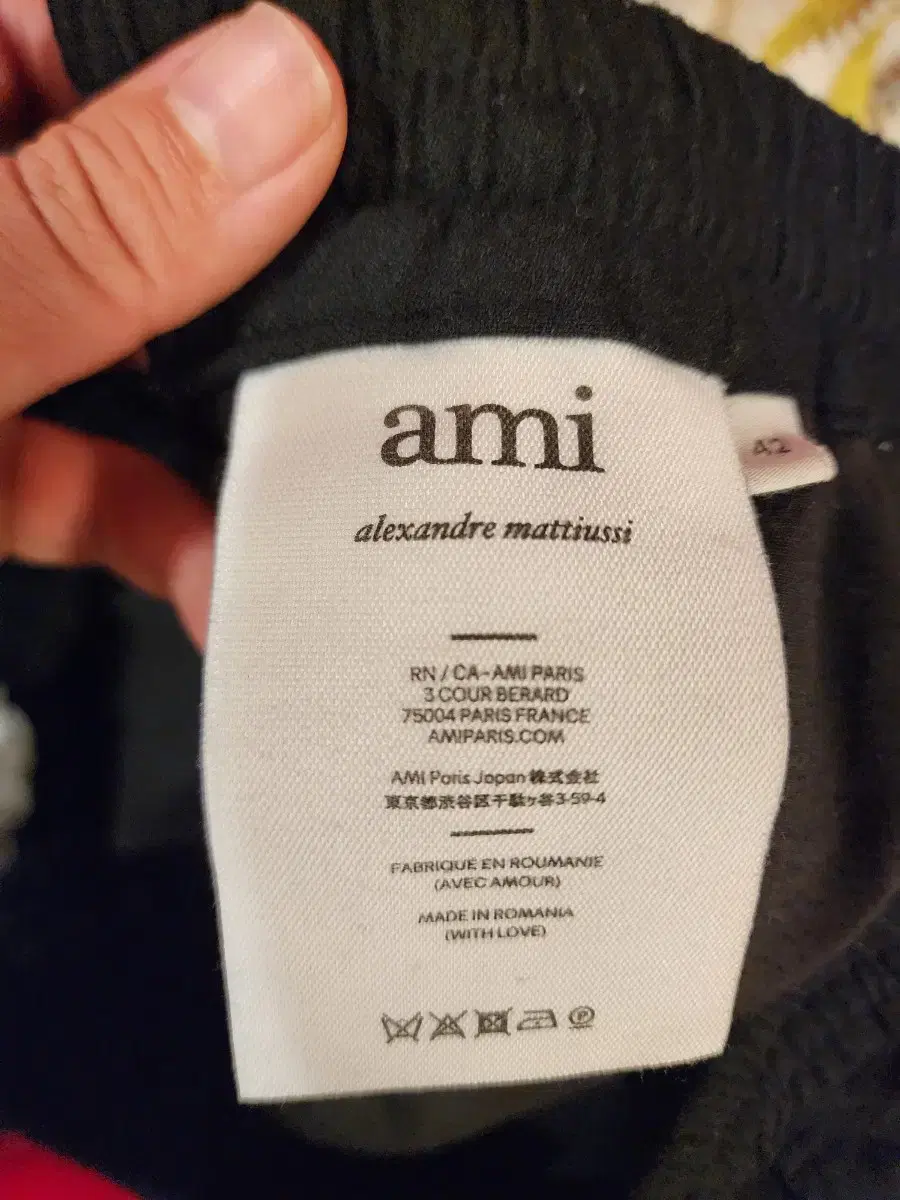 ami
alexandre mattiussi
42
RN / CA - AMI PARIS
3 COUR BERARD
75004 PARIS FRANCE
AMIPARIS.COM
AMI Paris Japan 株式会社
東京都渋谷区千駄ヶ谷3-59-4
FABRIQUE EN ROUMANIE
(AVEC AMOUR)
MADE IN ROMANIA
(WITH LOVE)
P